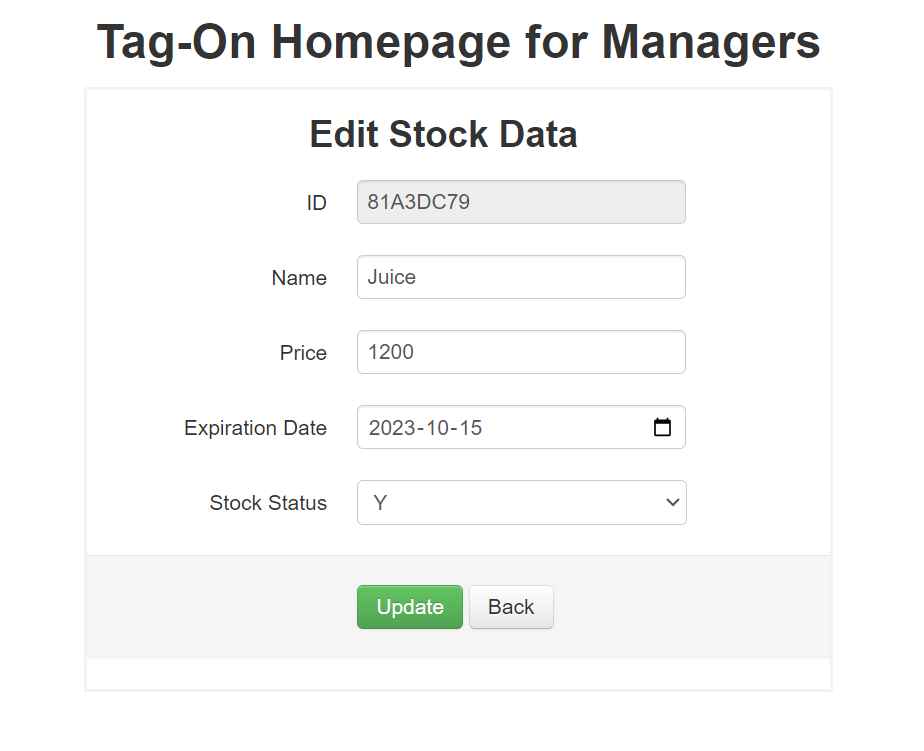 Tag-On Homepage for Managers
Edit Stock Data
ID 81A3DC79
Name Juice
Price 1200
Expiration Date 2023-10-15
Stock Status Y
Update Back